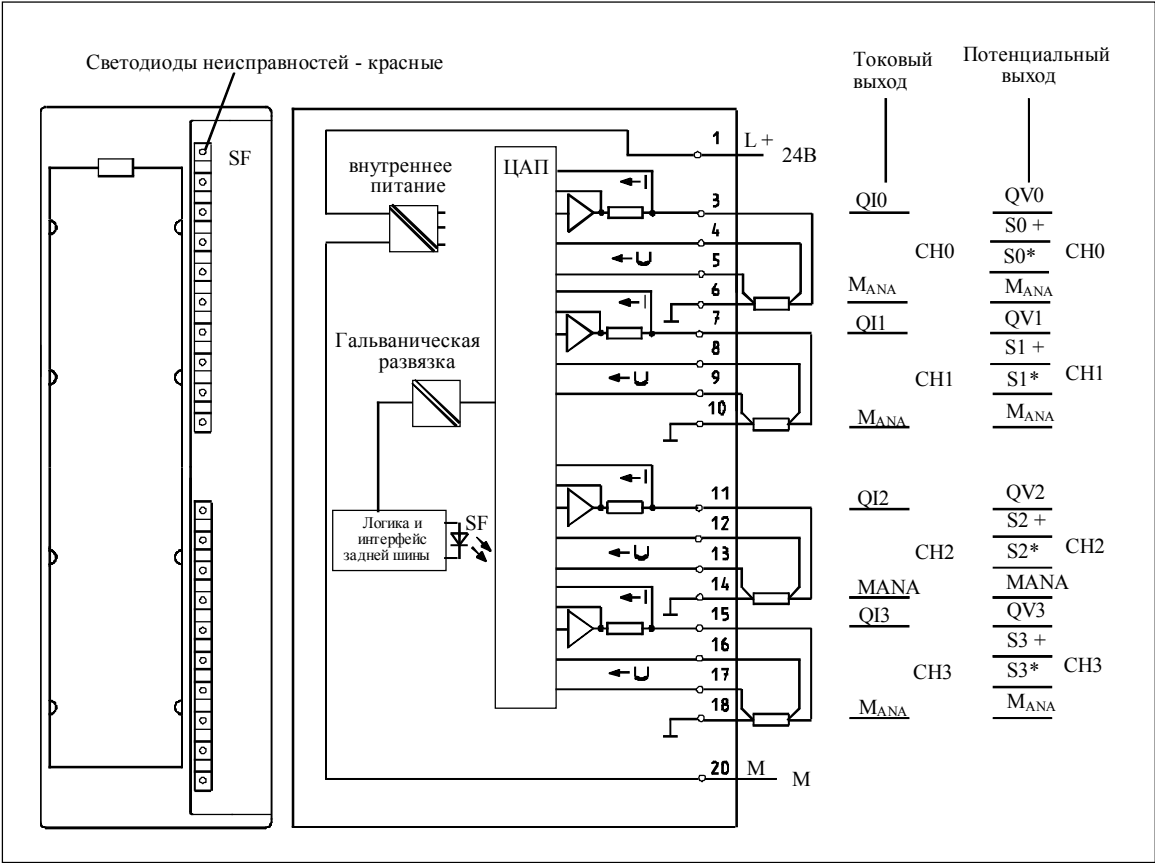 Светодиоды неисправностей - красные
SF
внутреннее
питание
Гальваническая
развязка
Логика и
интерфейс
задней шины
SF
ЦАП
I
U
I
U
I
U
I
U
1
L +
24В
3
4
5
6
7
8
9
10
11
12
13
14
15
16
17
18
20
M
M
Токовый
выход
QI0
CH0
MANA
QI1
CH1
MANA
QI2
CH2
MANA
QI3
CH3
MANA
Потенциальный
выход
QV0
S0 +
S0*
CH0
MANA
QV1
S1 +
S1*
CH1
MANA
QV2
S2 +
S2*
CH2
MANA
QV3
S3 +
S3*
CH3
MANA